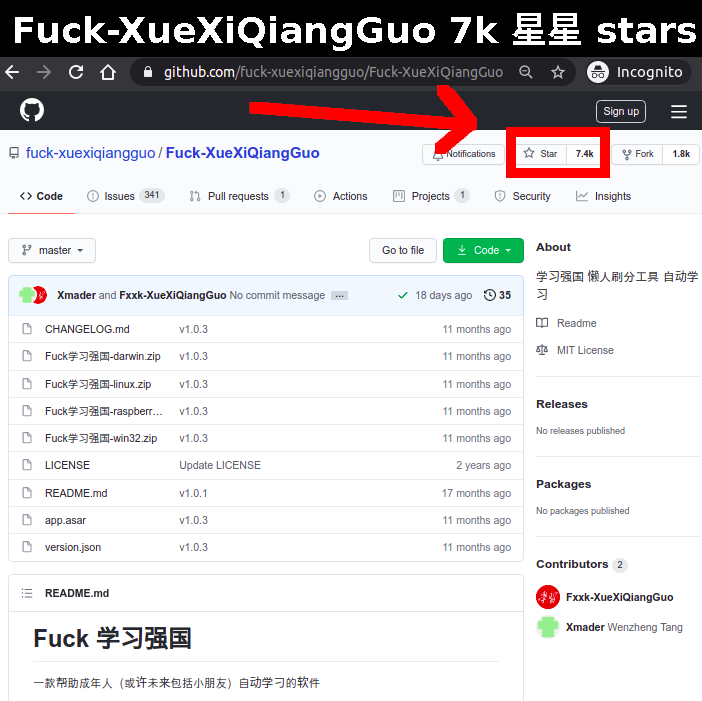 Fuck-XueXiQiangGuo 7k 星星 stars
github.com/fuck-xuexiqiangguo/Fuck-XueXiQiangGuo Incognito
Sign up
fuck-xuexiqiangguo / Fuck-XueXiQiangGuo
Notifications Star 7.4k Fork 1.8k
Code Issues 341 Pull requests 1 Actions Projects 1 Security Insights
master Go to file Code
About
学习强国 懒人刷分工具 自动学
习
Readme
MIT License
Releases
No releases published
Packages
No packages published
Contributors 2
Fxxk-XueXiQiangGuo
Xmader Wenzheng Tang
Xmader and Fxxk-XueXiQiangGuo No commit message ... 18 days ago 35
CHANGELOG.md v1.0.3 11 months ago
Fuck学习强国-darwin.zip v1.0.3 11 months ago
Fuck学习强国-linux.zip v1.0.3 11 months ago
Fuck学习强国-raspberr… v1.0.3 11 months ago
Fuck学习强国-win32.zip v1.0.3 11 months ago
LICENSE Update LICENSE 2 years ago
README.md v1.0.1 17 months ago
app.asar v1.0.3 11 months ago
version.json v1.0.3 11 months ago
README.md
Fuck 学习强国
一款帮助成年人（或许未来包括小朋友）自动学习的软件